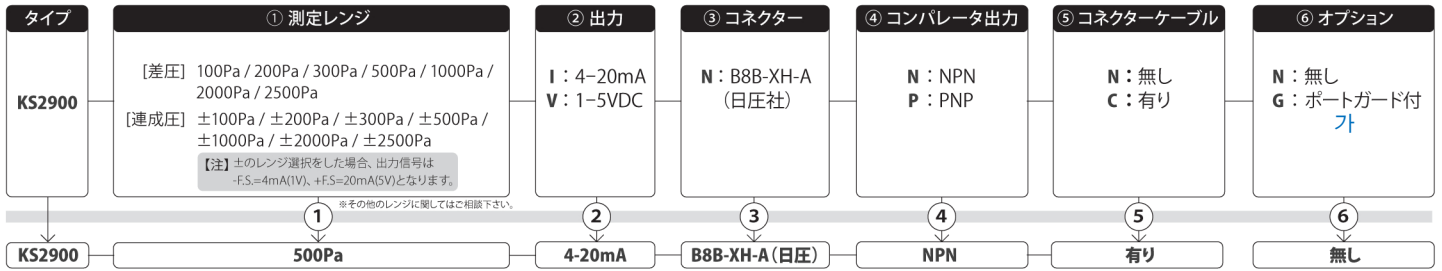 タイプ
① 測定レンジ
② 出力
③ コネクター
④ コンパレータ出力
⑤ コネクターケーブル
⑥ オプション
KS2900
[差圧] 100Pa / 200Pa / 300Pa / 500Pa / 1000Pa /
2000Pa / 2500Pa
[連成圧] ±100Pa / ±200Pa / ±300Pa / ±500Pa /
±1000Pa / ±2000Pa / ±2500Pa
【注】±のレンジ選択をした場合、出力信号は
-F.S.=4mA(1V)、+F.S=20mA(5V)となります。
I：4−20mA
V：1−5VDC
N：B8B-XH-A
（日圧社）
N：NPN
P：PNP
N：無し
C：有り
N：無し
G：ポートガード付
가
※その他のレンジに関してはご相談下さい。
1
2
3
4
5
6
KS2900
500Pa
4-20mA
B8B-XH-A（日圧）
NPN
有り
無し